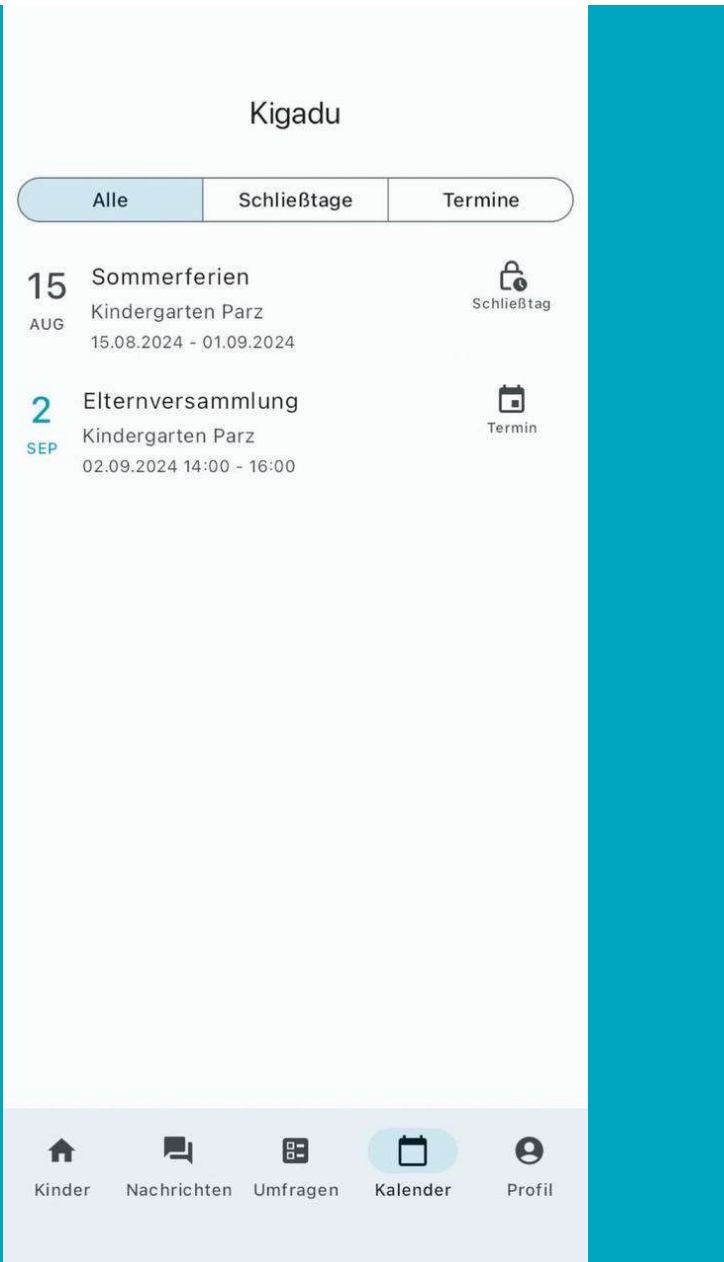 Kigadu
Alle Schließtage Termine
15 Sommerferien
AUG Kindergarten Parz Schließtag
15.08.2024 - 01.09.2024
2 Elternversammlung
SEP Kindergarten Parz Termin
02.09.2024 14:00 - 16:00
Kinder Nachrichten Umfragen Kalender Profil